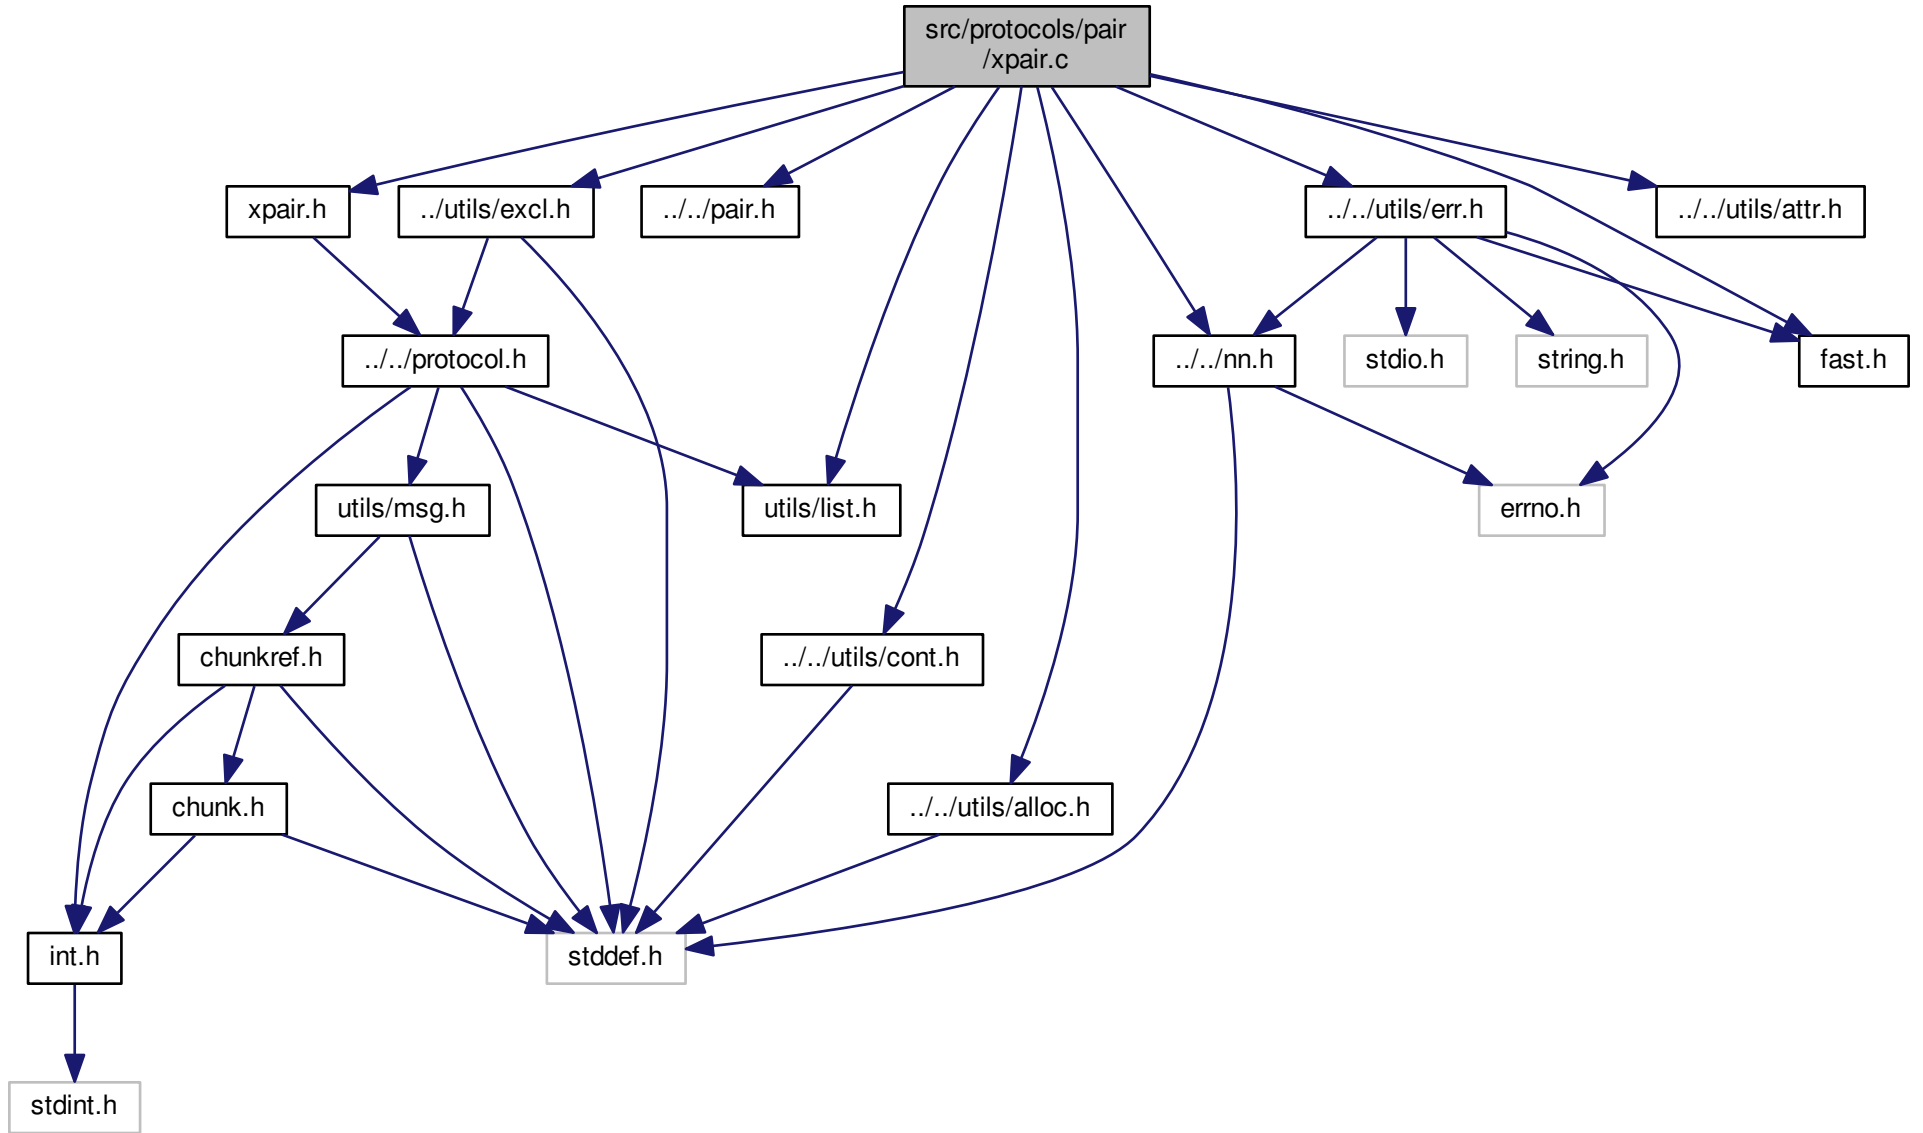 src/protocols/pair
/xpair.c
xpair.h
../utils/excl.h
../../pair.h
../../utils/err.h
../../utils/attr.h
../../protocol.h
../../nn.h
stdio.h
string.h
fast.h
utils/msg.h
utils/list.h
errno.h
chunkref.h
../../utils/cont.h
chunk.h
../../utils/alloc.h
int.h
stddef.h
stdint.h